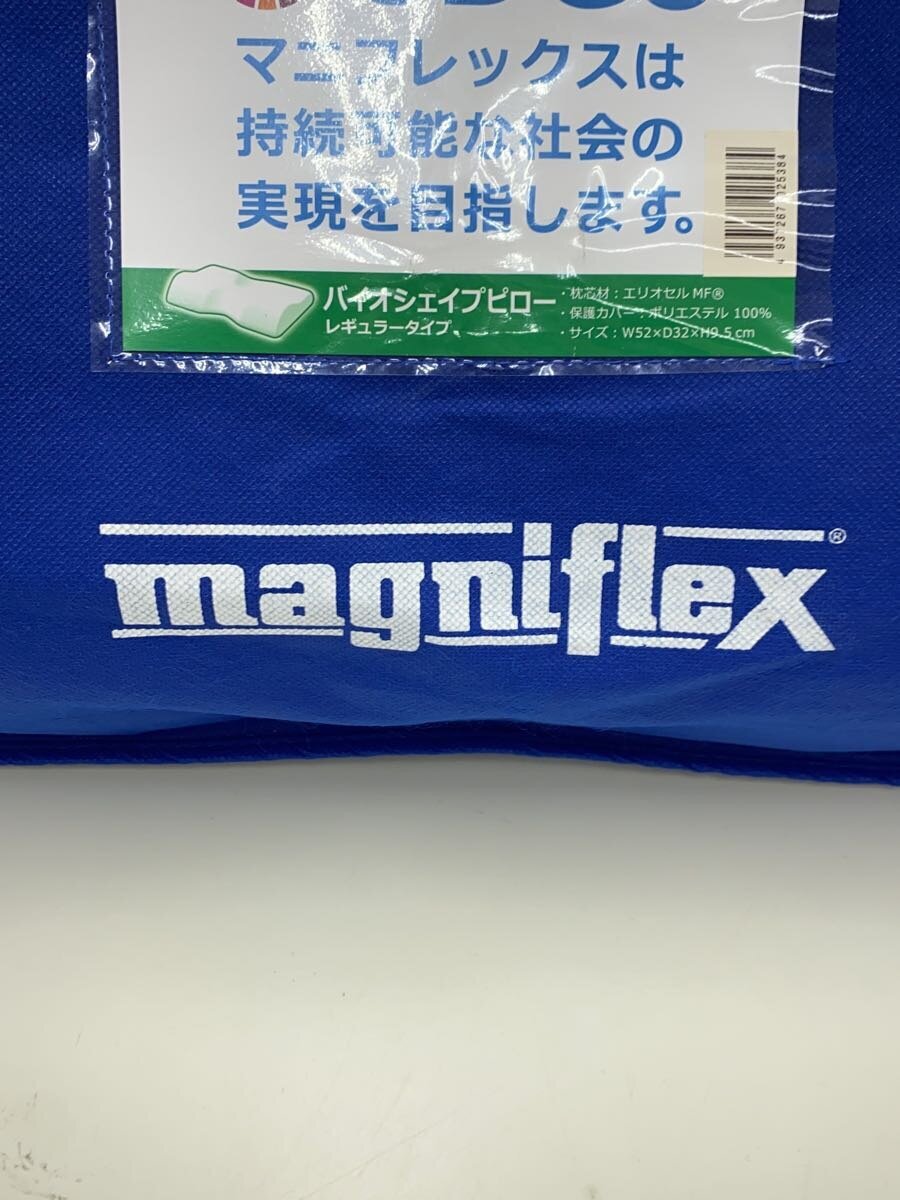 マニフレックスは
持続可能な社会の
実現を目指します。
バイオシェイプピロー
レギュラータイプ
・枕芯材：エリオセル MF®
・保護カバー：ポリエステル 100%
・サイズ：W52×D32×H9.5 cm
magniflex®